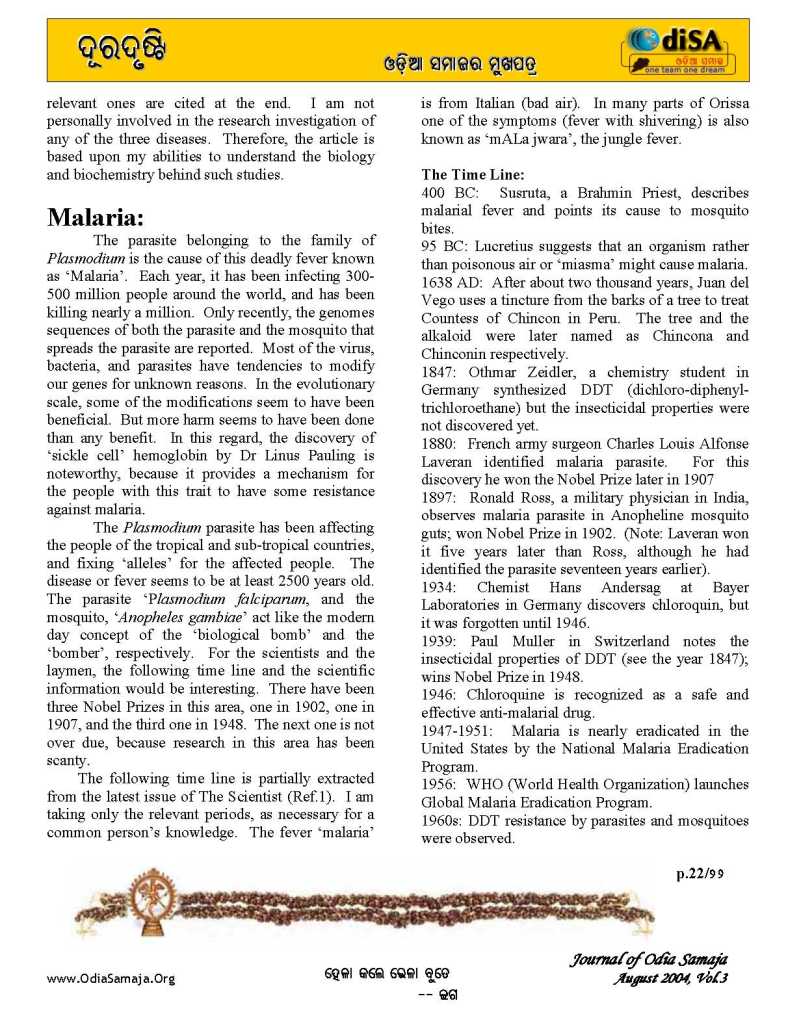 ଦୂରଦୃଷ୍ଟି
ଓଡ଼ିଆ ସମାଜର ମୁଖପତ୍ର
OdiSA
ଓଡ଼ିଆ ସମାଜ
one team one dream
relevant ones are cited at the end. I am not
personally involved in the research investigation of
any of the three diseases. Therefore, the article is
based upon my abilities to understand the biology
and biochemistry behind such studies.
Malaria:
The parasite belonging to the family of
Plasmodium is the cause of this deadly fever known
as ‘Malaria’. Each year, it has been infecting 300-
500 million people around the world, and has been
killing nearly a million. Only recently, the genomes
sequences of both the parasite and the mosquito that
spreads the parasite are reported. Most of the virus,
bacteria, and parasites have tendencies to modify
our genes for unknown reasons. In the evolutionary
scale, some of the modifications seem to have been
beneficial. But more harm seems to have been done
than any benefit. In this regard, the discovery of
‘sickle cell’ hemoglobin by Dr Linus Pauling is
noteworthy, because it provides a mechanism for
the people with this trait to have some resistance
against malaria.
The Plasmodium parasite has been affecting
the people of the tropical and sub-tropical countries,
and fixing ‘alleles’ for the affected people. The
disease or fever seems to be at least 2500 years old.
The parasite ‘Plasmodium falciparum, and the
mosquito, ‘Anopheles gambiae’ act like the modern
day concept of the ‘biological bomb’ and the
‘bomber’, respectively. For the scientists and the
laymen, the following time line and the scientific
information would be interesting. There have been
three Nobel Prizes in this area, one in 1902, one in
1907, and the third one in 1948. The next one is not
over due, because research in this area has been
scanty.
The following time line is partially extracted
from the latest issue of The Scientist (Ref.1). I am
taking only the relevant periods, as necessary for a
common person’s knowledge. The fever ‘malaria’
is from Italian (bad air). In many parts of Orissa
one of the symptoms (fever with shivering) is also
known as ‘mALa jwara’, the jungle fever.
The Time Line:
400 BC: Susruta, a Brahmin Priest, describes
malarial fever and points its cause to mosquito
bites.
95 BC: Lucretius suggests that an organism rather
than poisonous air or ‘miasma’ might cause malaria.
1638 AD: After about two thousand years, Juan del
Vego uses a tincture from the barks of a tree to treat
Countess of Chincon in Peru. The tree and the
alkaloid were later named as Chincona and
Chinconin respectively.
1847: Othmar Zeidler, a chemistry student in
Germany synthesized DDT (dichloro-diphenyl-
trichloroethane) but the insecticidal properties were
not discovered yet.
1880: French army surgeon Charles Louis Alfonse
Laveran identified malaria parasite. For this
discovery he won the Nobel Prize later in 1907
1897: Ronald Ross, a military physician in India,
observes malaria parasite in Anopheline mosquito
guts; won Nobel Prize in 1902. (Note: Laveran won
it five years later than Ross, although he had
identified the parasite seventeen years earlier).
1934: Chemist Hans Andersag at Bayer
Laboratories in Germany discovers chloroquin, but
it was forgotten until 1946.
1939: Paul Muller in Switzerland notes the
insecticidal properties of DDT (see the year 1847);
wins Nobel Prize in 1948.
1946: Chloroquine is recognized as a safe and
effective anti-malarial drug.
1947-1951: Malaria is nearly eradicated in the
United States by the National Malaria Eradication
Program.
1956: WHO (World Health Organization) launches
Global Malaria Eradication Program.
1960s: DDT resistance by parasites and mosquitoes
were observed.
p.22/99
www.OdiaSamaja.Org
ହେଳା କଲେ ଭେଳା ବୁଡେ
-- ଢଗ
Journal of Odia Samaja
August 2004, Vol.3